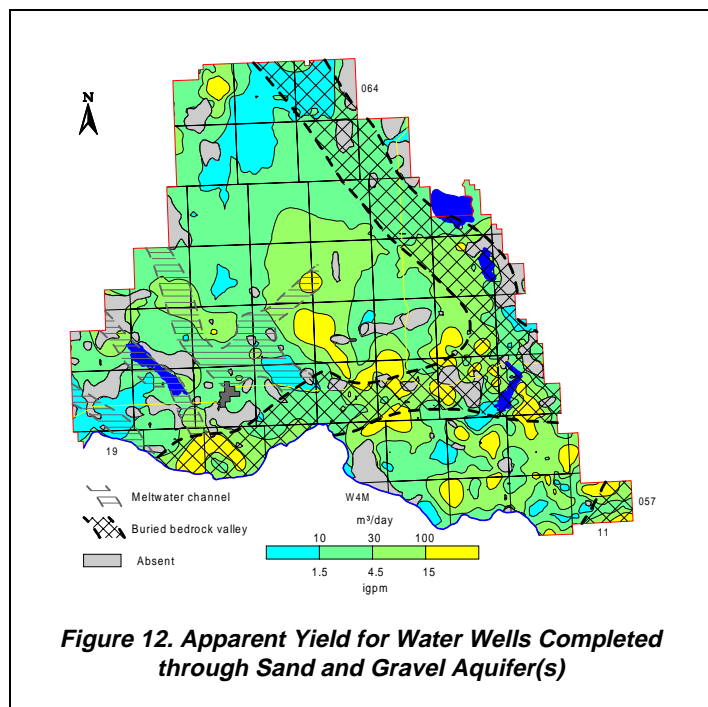 064
N
19
W4M
057
11
Meltwater channel
Buried bedrock valley
Absent
m³/day
10 30 100
1.5 4.5 15
igpm
Figure 12. Apparent Yield for Water Wells Completed
through Sand and Gravel Aquifer(s)